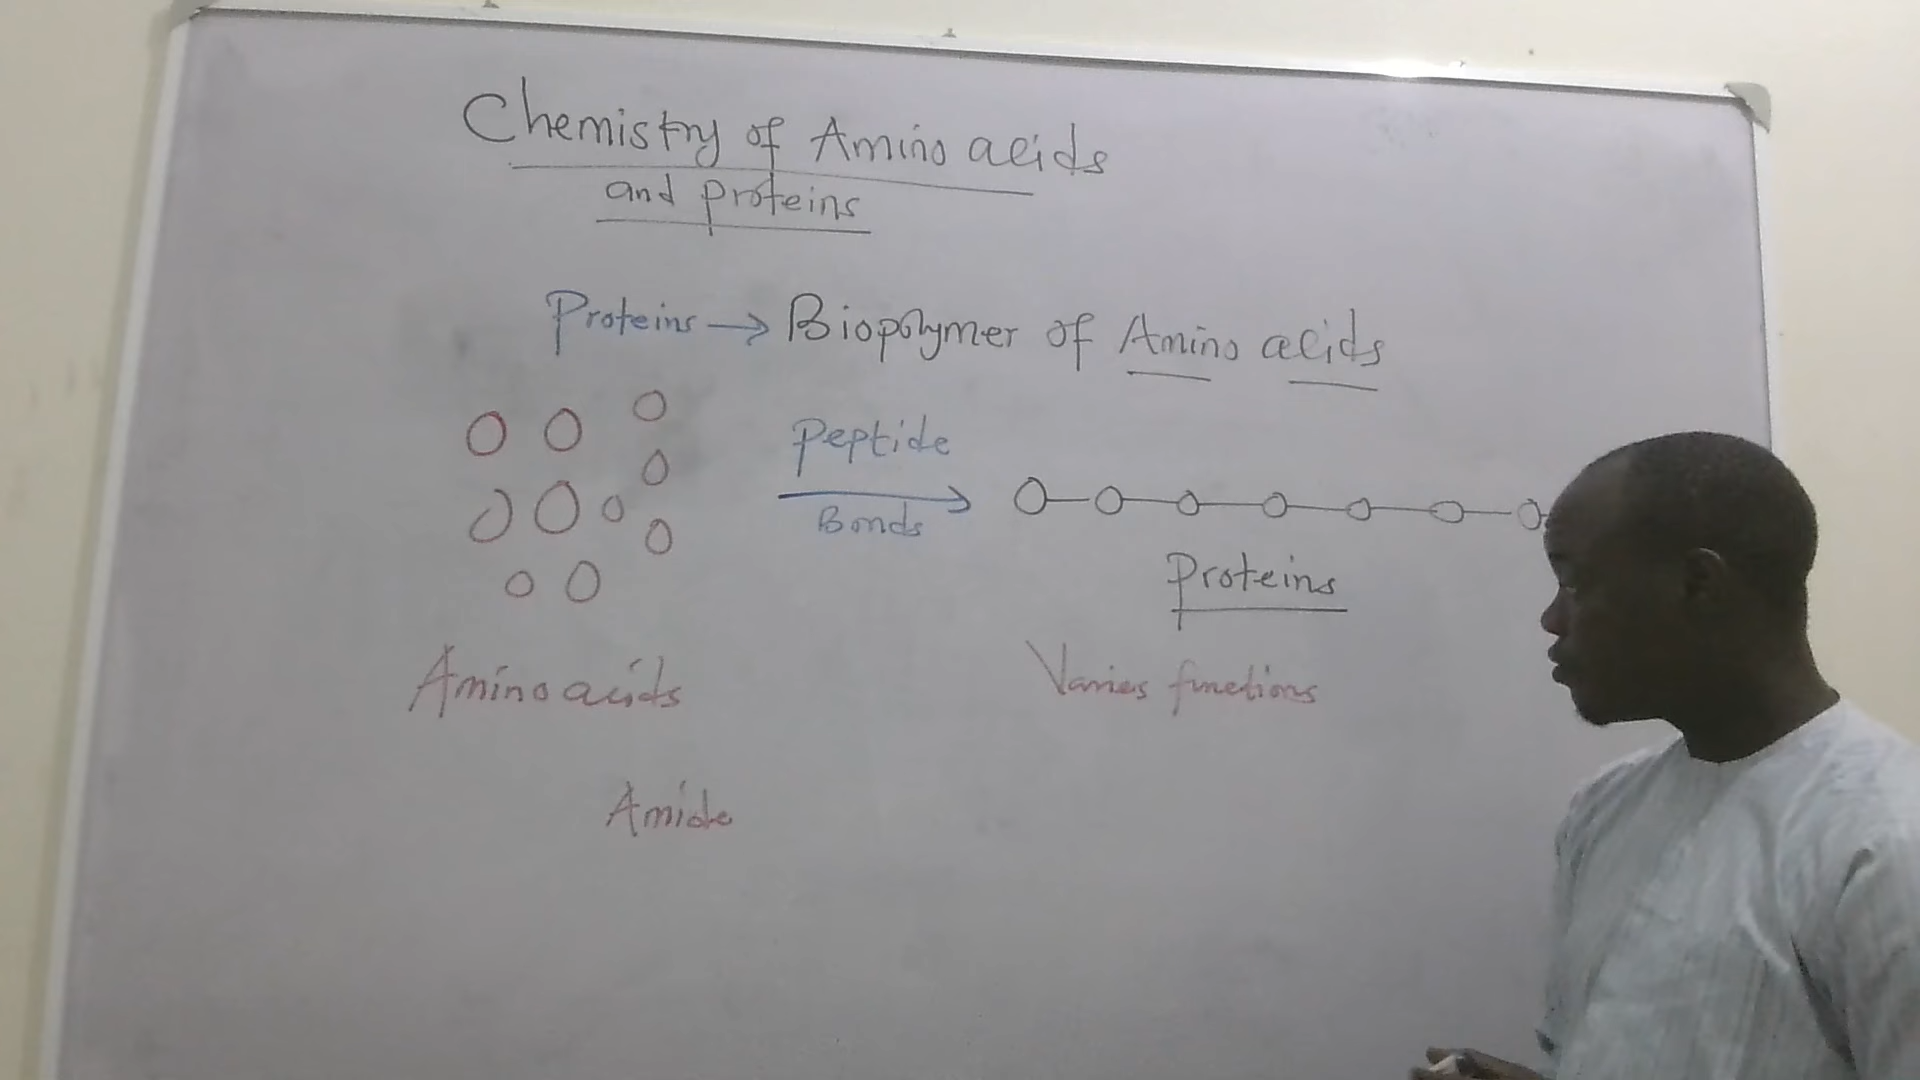 Chemistry of Amino acids
and proteins
Proteins → Biopolymer of Amino acids
Peptide
Bonds
Proteins
Amino acids
Varies functions
Amide